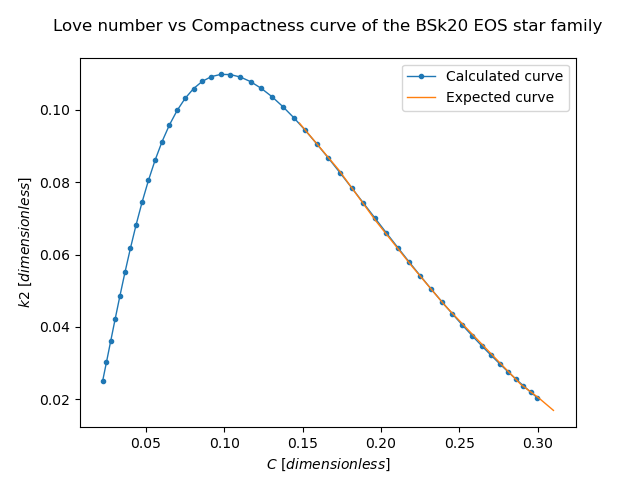 Love number vs Compactness curve of the BSk20 EOS star family
Calculated curve
Expected curve
0.10
0.08
0.06
0.04
0.02
k2 [dimensionless]
0.05 0.10 0.15 0.20 0.25 0.30
C [dimensionless]